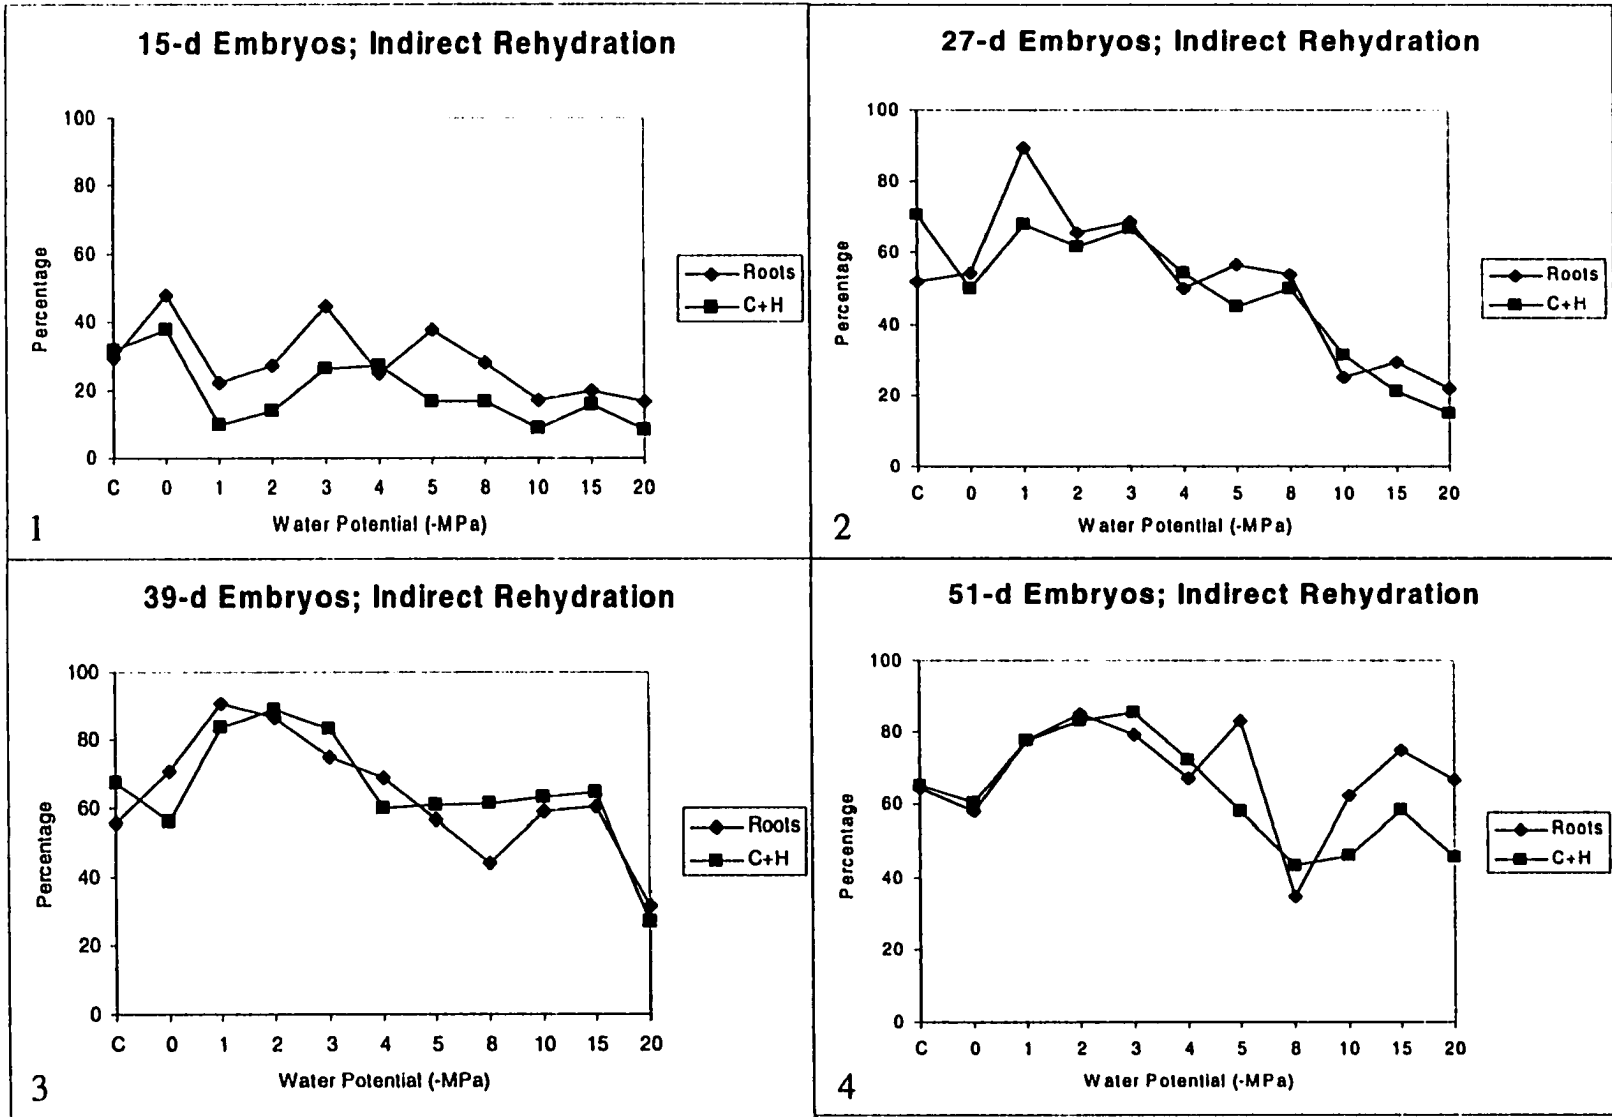 15-d Embryos; Indirect Rehydration
100
80
60
40
20
0
Percentage
C 0 1 2 3 4 5 8 10 15 20
Water Potential (-MPa)
Roots
C+H
1
27-d Embryos; Indirect Rehydration
100
80
60
40
20
0
Percentage
C 0 1 2 3 4 5 8 10 15 20
Water Potential (-MPa)
Roots
C+H
2
39-d Embryos; Indirect Rehydration
100
80
60
40
20
0
Percentage
C 0 1 2 3 4 5 8 10 15 20
Water Potential (-MPa)
Roots
C+H
3
51-d Embryos; Indirect Rehydration
100
80
60
40
20
0
Percentage
C 0 1 2 3 4 5 8 10 15 20
Water Potential (-MPa)
Roots
C+H
4